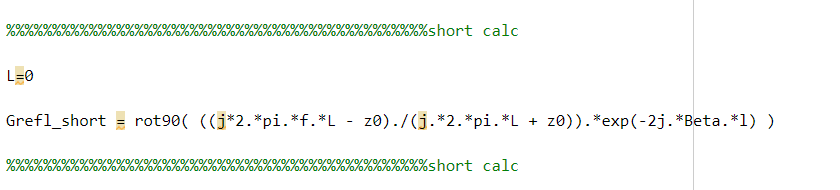 %%%%%%%%%%%%%%%%%%%%%%%%%%%%%%%%%%%%%%%%%%%%%%short calc
L=0
Grefl_short = rot90( ((j*2.*pi.*f.*L - z0)./(j.*2.*pi.*L + z0)).*exp(-2j.*Beta.*l) )
%%%%%%%%%%%%%%%%%%%%%%%%%%%%%%%%%%%%%%%%%%%%%%short calc